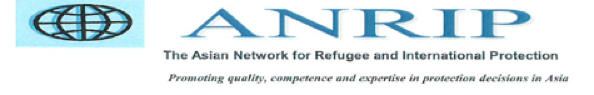 ANRIP
The Asian Network for Refugee and International Protection
Promoting quality, competence and expertise in protection decisions in Asia